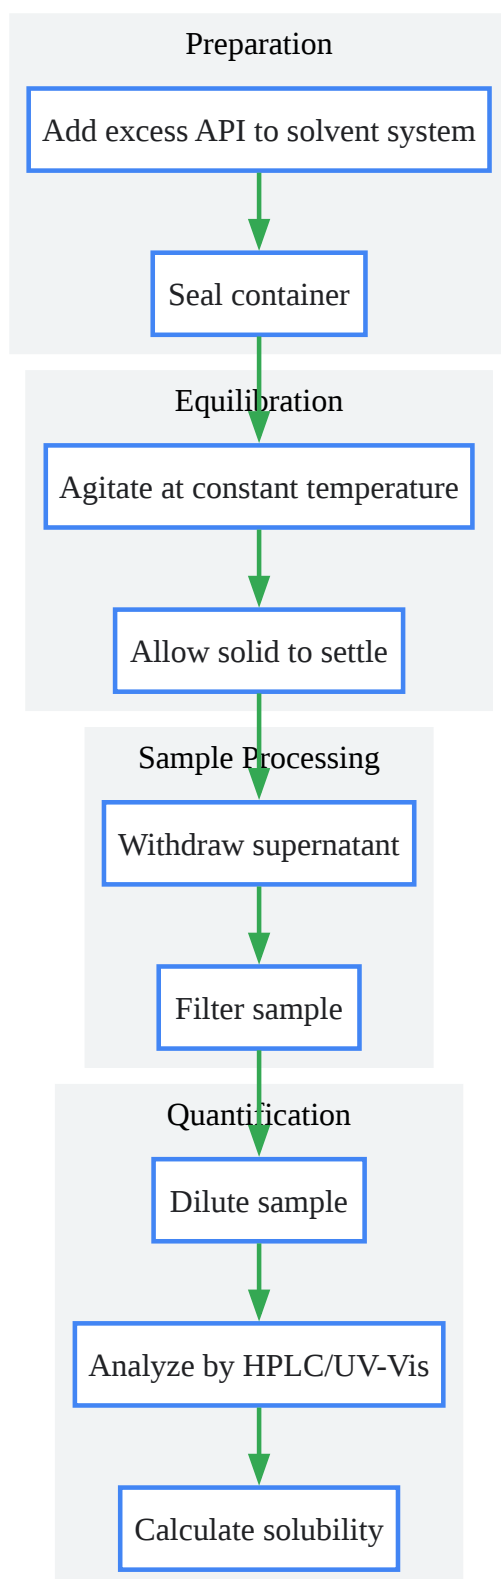 Preparation
Add excess API to solvent system
Seal container
Equilibration
Agitate at constant temperature
Allow solid to settle
Sample Processing
Withdraw supernatant
Filter sample
Quantification
Dilute sample
Analyze by HPLC/UV-Vis
Calculate solubility